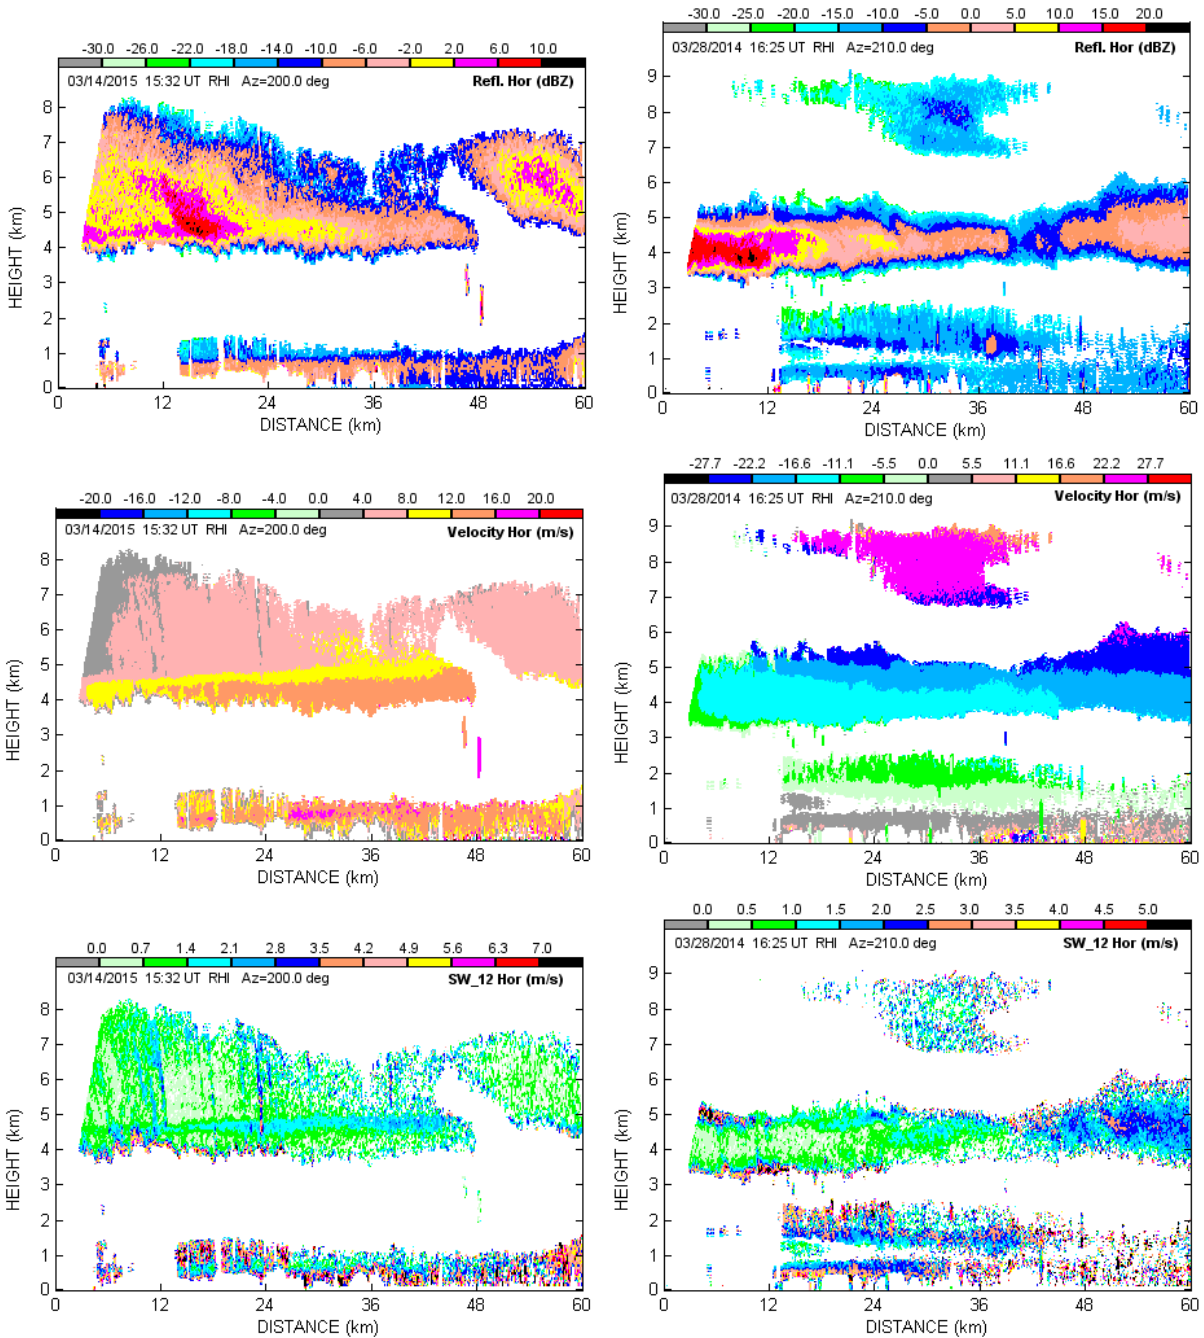 -30.0 -26.0 -22.0 -18.0 -14.0 -10.0 -6.0 -2.0 2.0 6.0 10.0
03/14/2015 15:32 UT RHI Az=200.0 deg Refl. Hor (dBZ)
8
7
6
5
4
3
2
1
0
HEIGHT (km)
0 12 24 36 48 60
DISTANCE (km)
-30.0 -25.0 -20.0 -15.0 -10.0 -5.0 0.0 5.0 10.0 15.0 20.0
03/28/2014 16:25 UT RHI Az=210.0 deg Refl. Hor (dBZ)
9
8
7
6
5
4
3
2
1
0
HEIGHT (km)
0 12 24 36 48 60
DISTANCE (km)
-20.0 -16.0 -12.0 -8.0 -4.0 0.0 4.0 8.0 12.0 16.0 20.0
03/14/2015 15:32 UT RHI Az=200.0 deg Velocity Hor (m/s)
8
7
6
5
4
3
2
1
0
HEIGHT (km)
0 12 24 36 48 60
DISTANCE (km)
-27.7 -22.2 -16.6 -11.1 -5.5 0.0 5.5 11.1 16.6 22.2 27.7
03/28/2014 16:25 UT RHI Az=210.0 deg Velocity Hor (m/s)
9
8
7
6
5
4
3
2
1
0
HEIGHT (km)
0 12 24 36 48 60
DISTANCE (km)
0.0 0.7 1.4 2.1 2.8 3.5 4.2 4.9 5.6 6.3 7.0
03/14/2015 15:32 UT RHI Az=200.0 deg SW_12 Hor (m/s)
8
7
6
5
4
3
2
1
0
HEIGHT (km)
0 12 24 36 48 60
DISTANCE (km)
0.0 0.5 1.0 1.5 2.0 2.5 3.0 3.5 4.0 4.5 5.0
03/28/2014 16:25 UT RHI Az=210.0 deg SW_12 Hor (m/s)
9
8
7
6
5
4
3
2
1
0
HEIGHT (km)
0 12 24 36 48 60
DISTANCE (km)